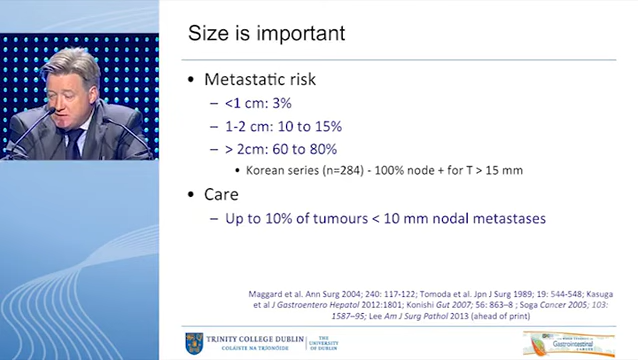 Size is important
• Metastatic risk
– <1 cm: 3%
– 1-2 cm: 10 to 15%
– > 2cm: 60 to 80%
• Korean series (n=284) - 100% node + for T > 15 mm
• Care
– Up to 10% of tumours < 10 mm nodal metastases
Maggard et al. Ann Surg 2004; 240: 117-122; Tomoda et al. Jpn J Surg 1989; 19: 544-548; Kasuga
et al J Gastroentero Hepatol 2012:1801; Konishi Gut 2007; 56: 863–8 ; Soga Cancer 2005; 103:
1587–95; Lee Am J Surg Pathol 2013 (ahead of print)
TRINITY COLLEGE DUBLIN
COLÁISTE NA TRÍONÓIDE
THE
UNIVERSITY
OF DUBLIN
Gastrointestinal